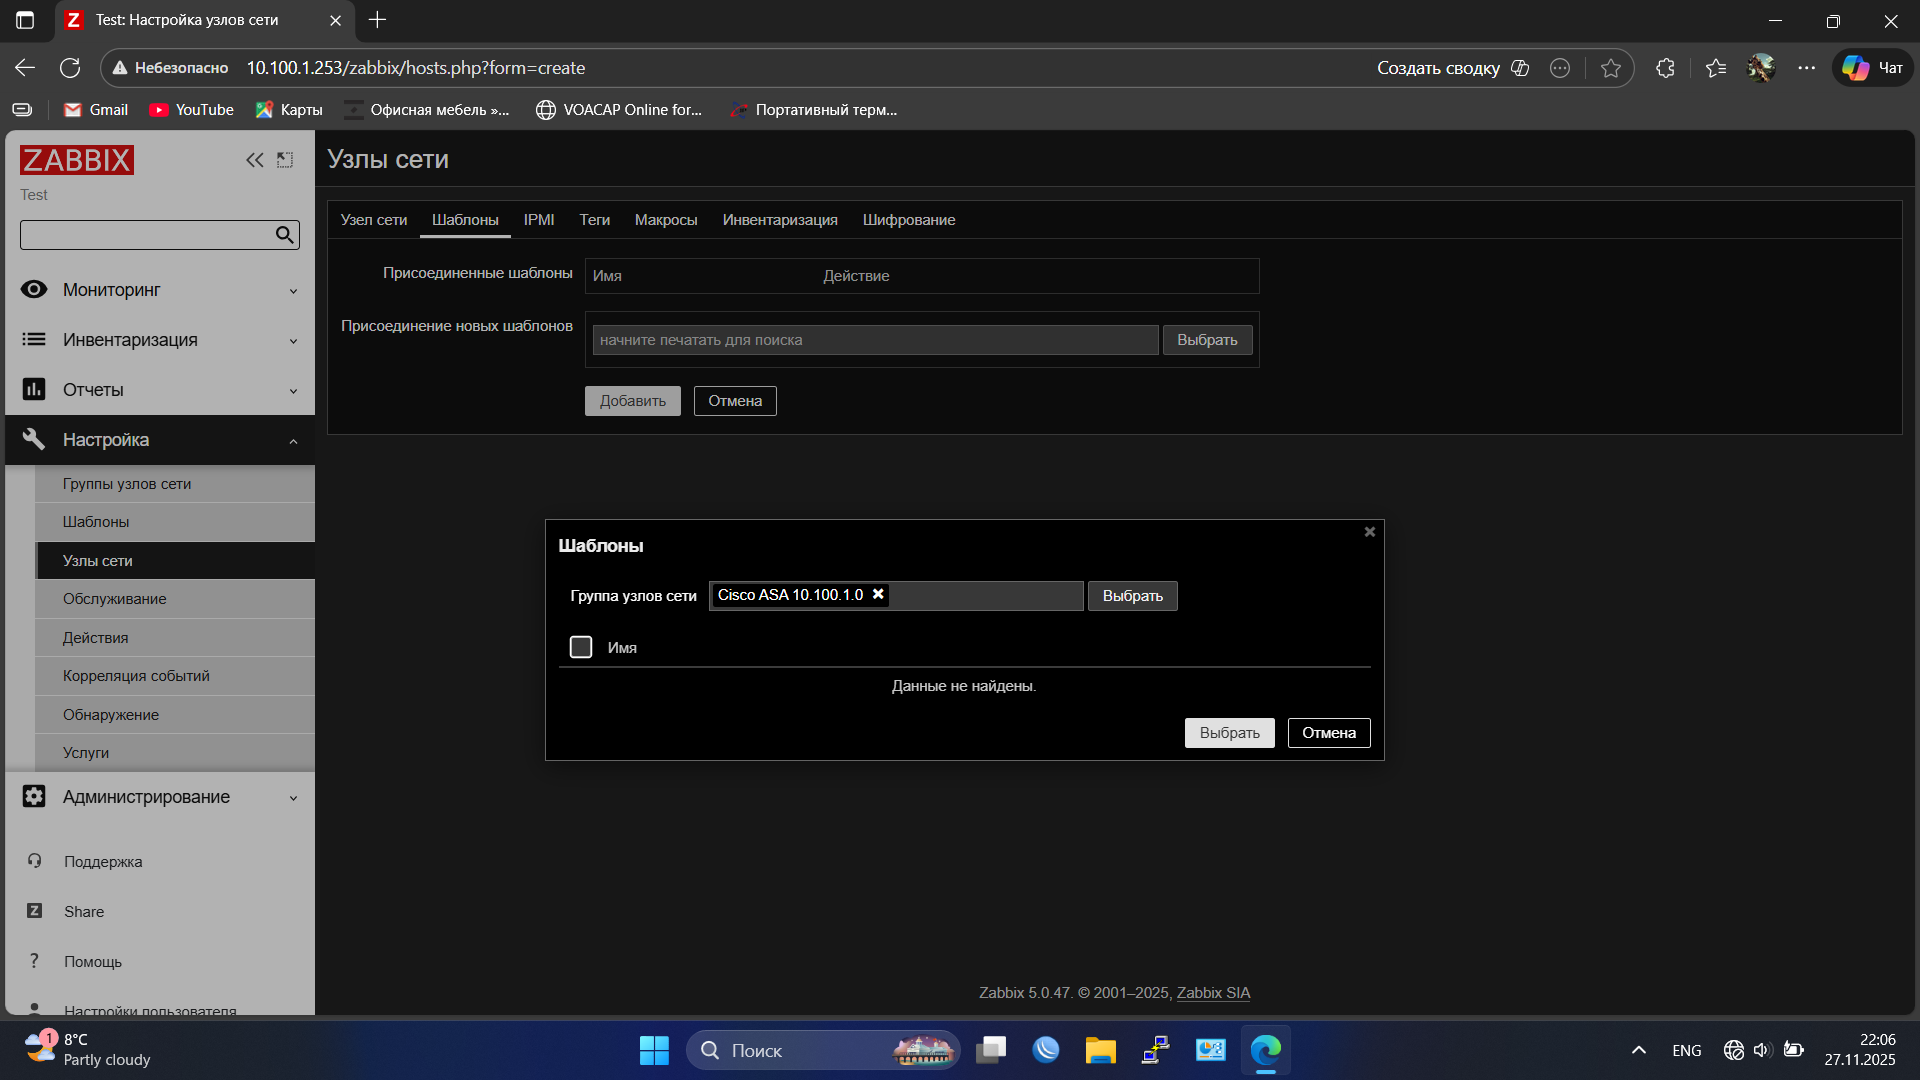 Test: Настройка узлов сети
Небезопасно 10.100.1.253/zabbix/hosts.php?form=create Создать сводку Чат
Gmail YouTube Карты Офисная мебель »... VOACAP Online for... Портативный терм...
ZABBIX
Test
Мониторинг
Инвентаризация
Отчеты
Настройка
Группы узлов сети
Шаблоны
Узлы сети
Обслуживание
Действия
Корреляция событий
Обнаружение
Услуги
Администрирование
Поддержка
Z Share
? Помощь
Настройки пользователя
Узлы сети
Узел сети Шаблоны IPMI Теги Макросы Инвентаризация Шифрование
Присоединенные шаблоны Имя Действие
Присоединение новых шаблонов начните печатать для поиска Выбрать
Добавить Отмена
Шаблоны
Группа узлов сети Cisco ASA 10.100.1.0 Выбрать
Имя
Данные не найдены.
Выбрать Отмена
Zabbix 5.0.47. © 2001–2025, Zabbix SIA
1 8°C
Partly cloudy
Поиск
ENG
22:06
27.11.2025